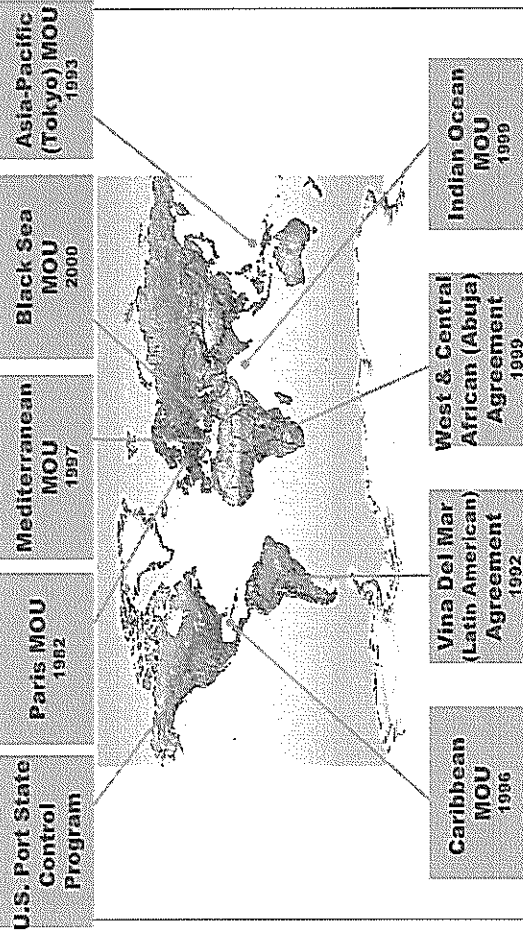 U.S. Port State
Control
Program
Paris MOU
1982
Mediterranean
MOU
1997
Black Sea
MOU
2000
Asia-Pacific
(Tokyo) MOU
1993
Caribbean
MOU
1996
Vina Del Mar
(Latin American)
Agreement
1992
West & Central
African (Abuja)
Agreement
1999
Indian Ocean
MOU
1999